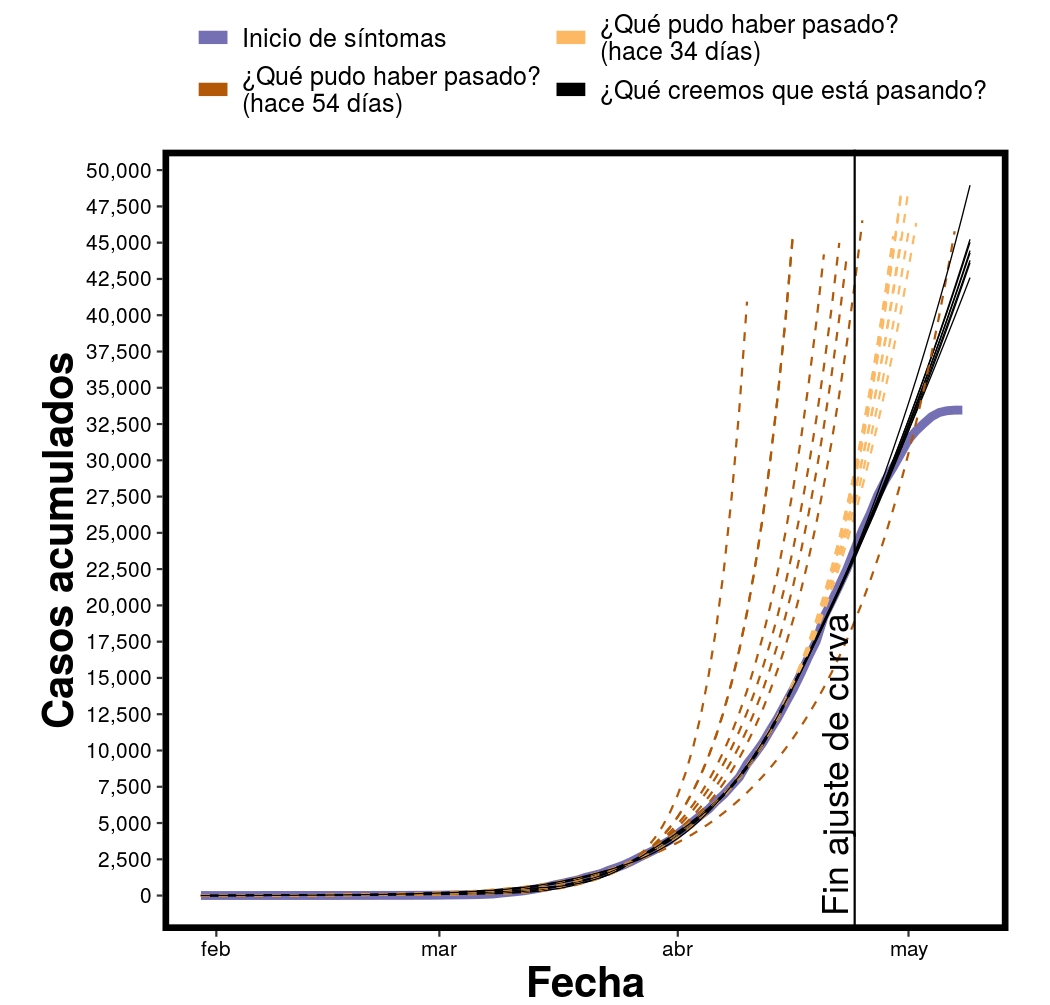 Inicio de síntomas
¿Qué pudo haber pasado?
(hace 54 días)
¿Qué pudo haber pasado?
(hace 34 días)
¿Qué creemos que está pasando?
50,000
47,500
45,000
42,500
40,000
37,500
35,000
32,500
30,000
27,500
25,000
22,500
20,000
17,500
15,000
12,500
10,000
7,500
5,000
2,500
0
Casos acumulados
Fin ajuste de curva
feb
mar
abr
may
Fecha